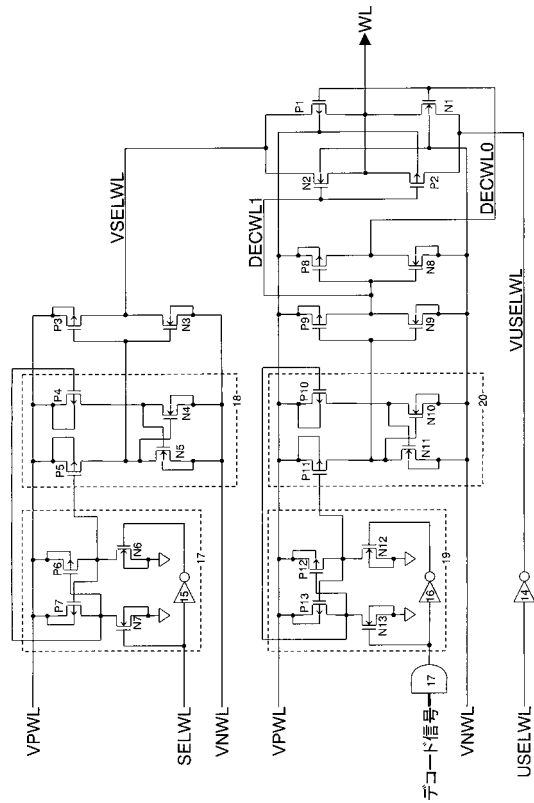 VPWL
SELWL
VNWL
P7
P6
N7
N6
15
17
P5
P4
N5
N4
18
P3
N3
VSELWL
VPWL
デコード信号
17
VNWL
USELWL
14
P13
P12
N13
N12
16
19
P11
P10
N11
N10
20
P9
P8
N9
N8
DECWL1
N2
P2
P1
N1
DECWL0
VUSELWL
WL